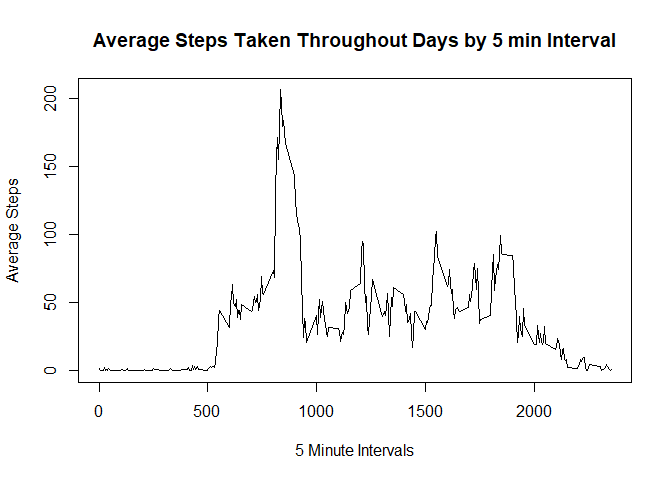 Average Steps Taken Throughout Days by 5 min Interval
Average Steps
200
150
100
50
0
0 500 1000 1500 2000
5 Minute Intervals